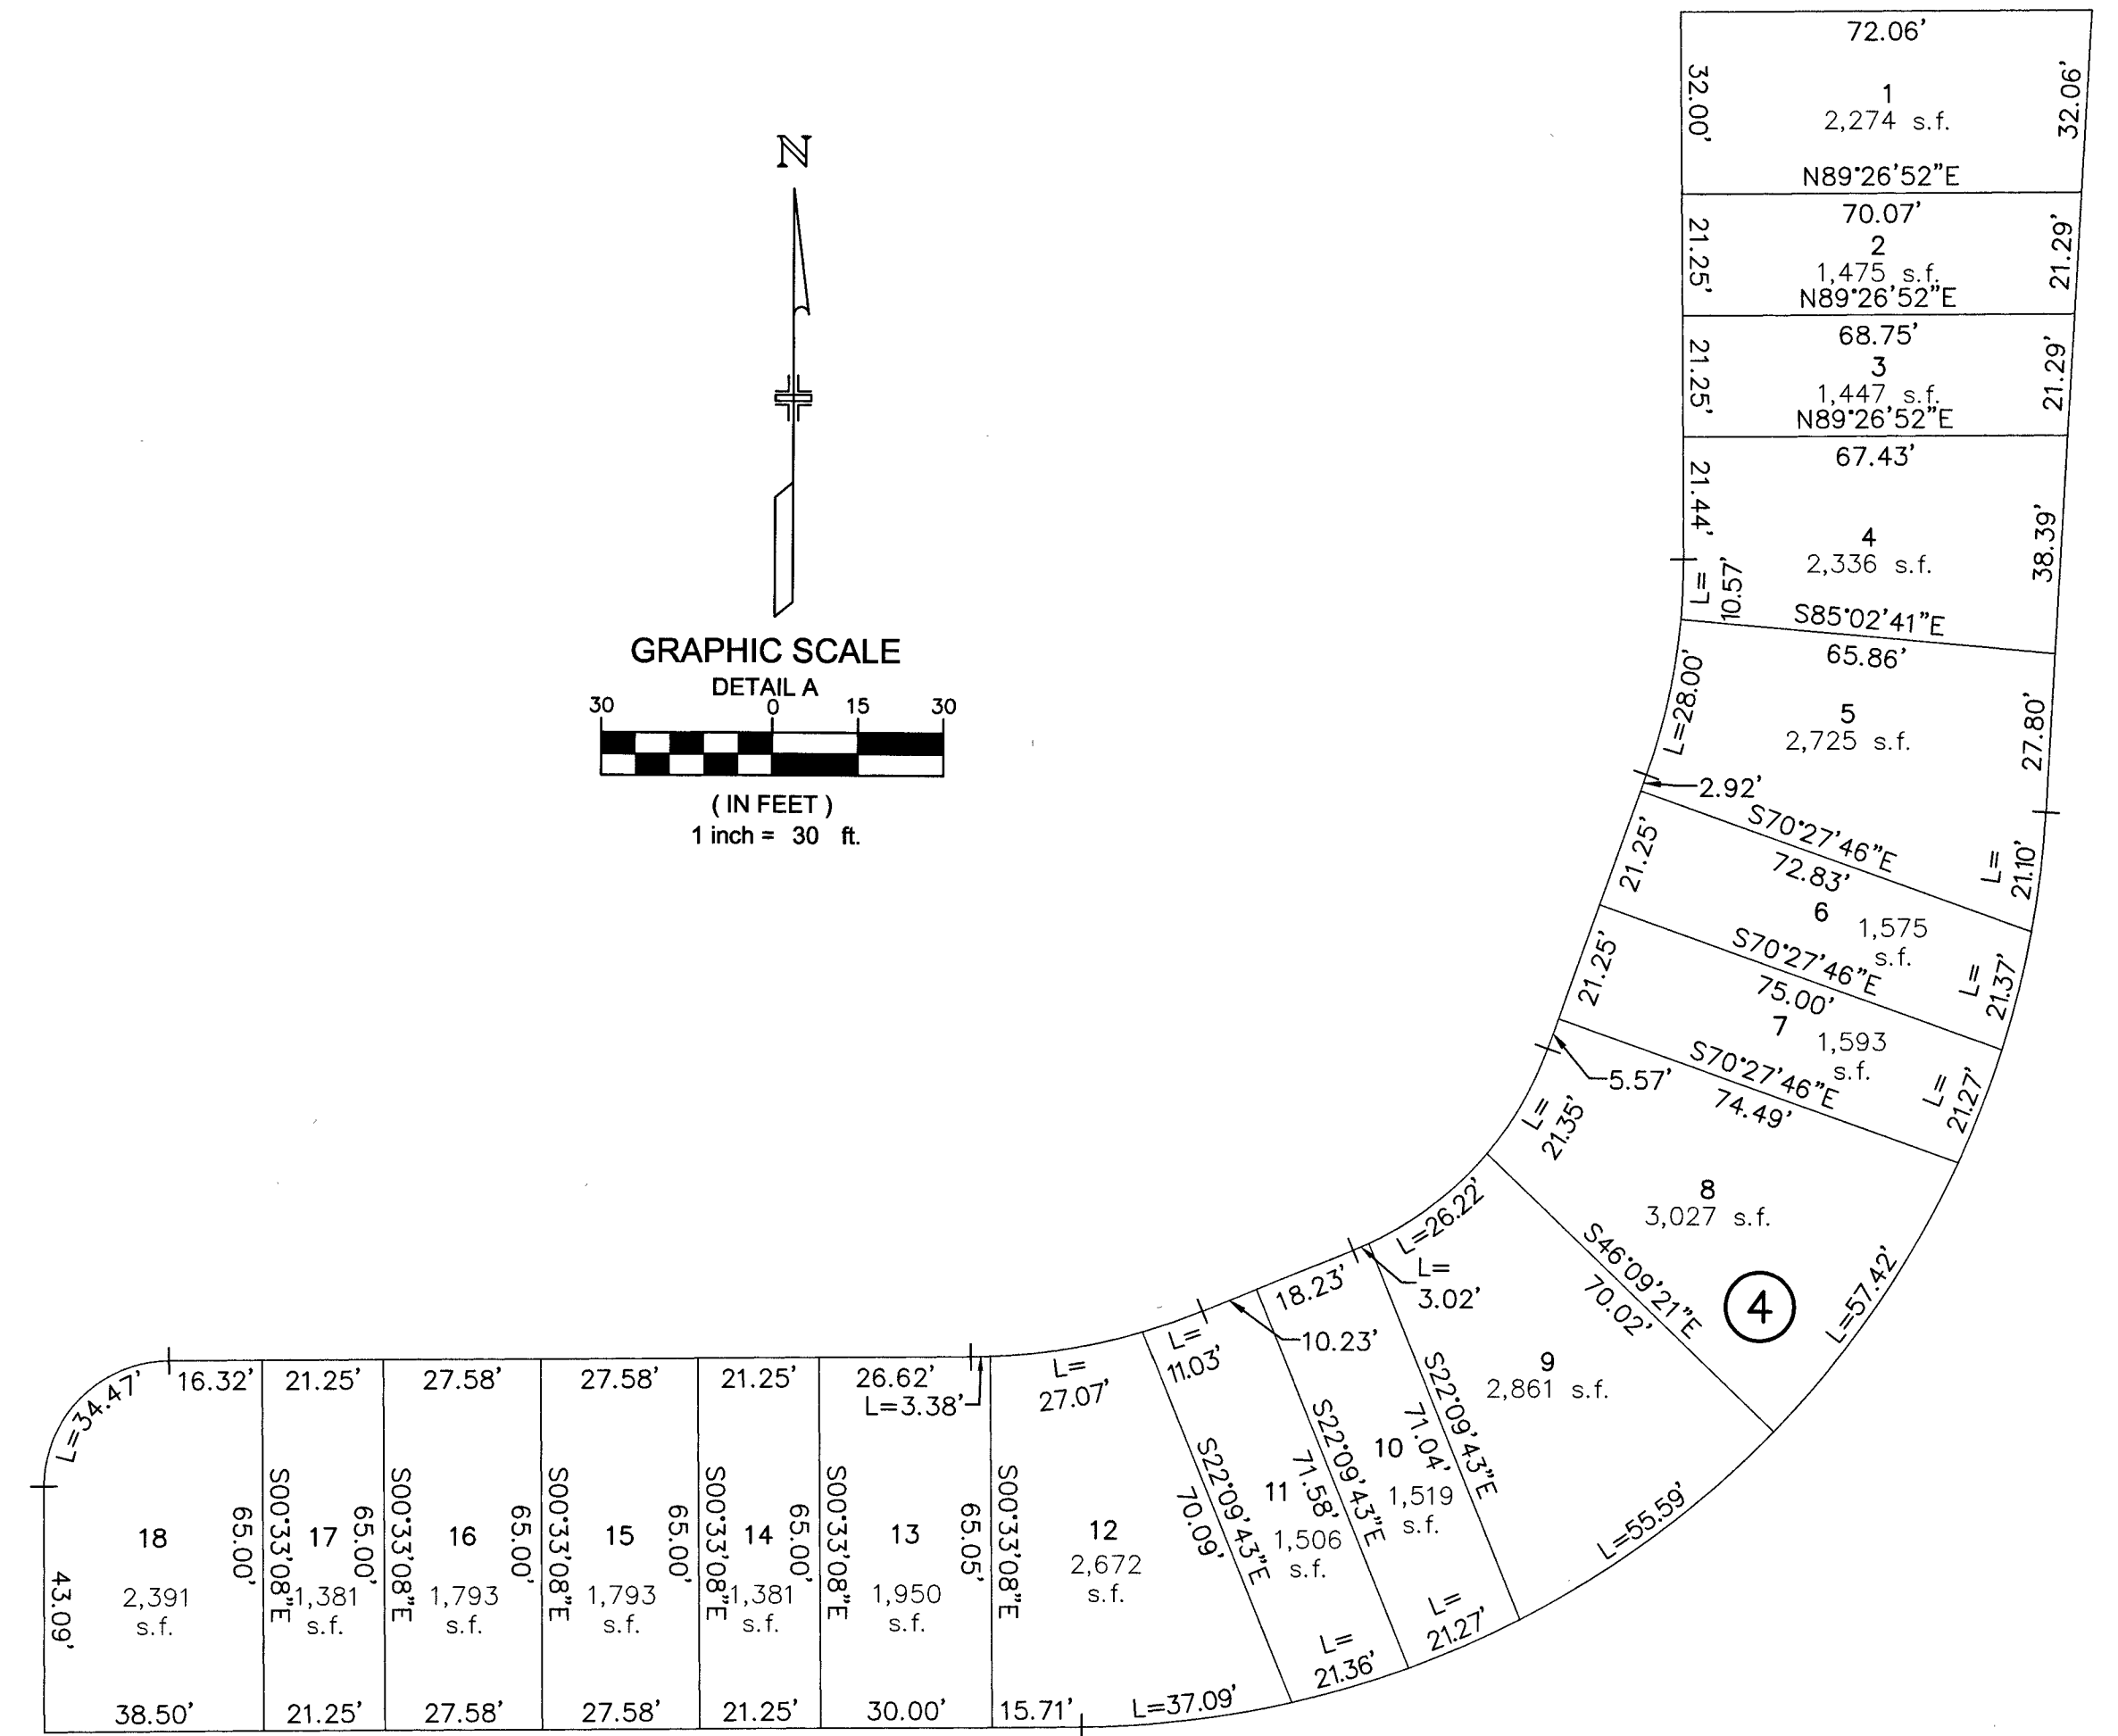 72.06'
32.00'
1
2,274 s.f.
32.06'
N89°26'52"E
70.07'
21.25'
2
1,475 s.f.
21.29'
N89°26'52"E
68.75'
21.25'
3
1,447 s.f.
21.29'
N89°26'52"E
67.43'
21.44'
4
2,336 s.f.
38.39'
L=
10.57'
S85°02'41"E
65.86'
L=28.00'
5
2,725 s.f.
27.80'
2.92'
S70°27'46"E
72.83'
L=
21.10'
21.25'
6
1,575
s.f.
S70°27'46"E
75.00'
L=
21.37'
21.25'
7
1,593
s.f.
S70°27'46"E
74.49'
L=
21.27'
5.57'
L=
21.35'
8
3,027 s.f.
S46°09'21"E
70.02'
4
L=57.42'
L=26.22'
L=
3.02'
9
2,861 s.f.
L=55.59'
18.23'
10.23'
S22°09'43"E
71.04'
10
1,519
s.f.
L=
21.27'
S22°09'43"E
71.58'
L=
11.03'
11
1,506
s.f.
L=
21.36'
S22°09'43"E
70.09'
L=
27.07'
12
2,672
s.f.
15.71'
L=37.09'
S00°33'08"E
65.05'
26.62'
L=3.38'
13
1,950
s.f.
30.00'
S00°33'08"E
65.00'
21.25'
14
1,381
s.f.
21.25'
S00°33'08"E
65.00'
27.58'
15
1,793
s.f.
27.58'
S00°33'08"E
65.00'
27.58'
16
1,793
s.f.
27.58'
S00°33'08"E
65.00'
21.25'
17
1,381
s.f.
21.25'
S00°33'08"E
65.00'
16.32'
L=34.47'
18
2,391
s.f.
43.09'
38.50'
N
GRAPHIC SCALE
DETAIL A
30 0 15 30
( IN FEET )
1 inch = 30 ft.